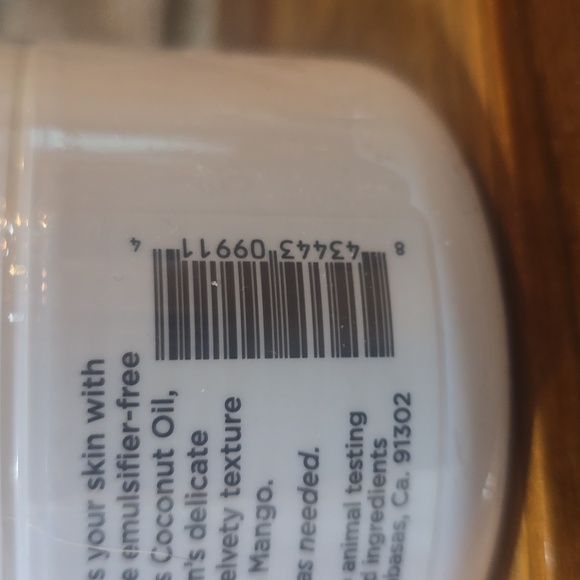 8 43443 09911 4
s your skin with
e emulsifier-free
s Coconut Oil,
n's delicate
elvety texture
Mango.
as needed.
animal testing
d ingredients
basas, Ca. 91302